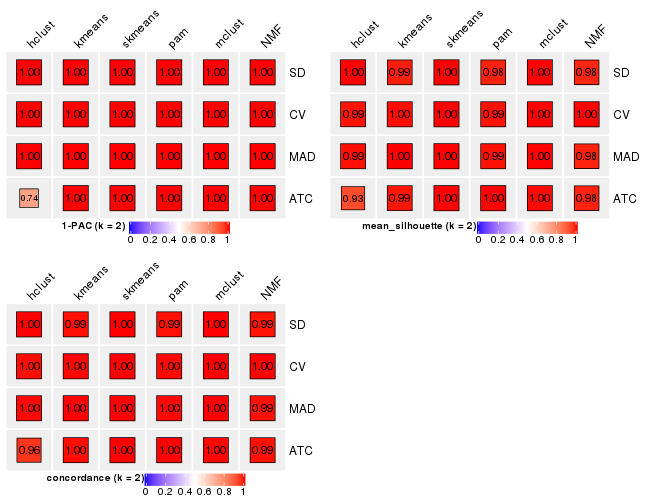 hclust kmeans skmeans pam mclust NMF
1.00 1.00 1.00 1.00 1.00 1.00 SD
1.00 1.00 1.00 1.00 1.00 1.00 CV
1.00 1.00 1.00 1.00 1.00 1.00 MAD
0.74 1.00 1.00 1.00 1.00 1.00 ATC
1-PAC (k = 2)
0 0.2 0.4 0.6 0.8 1
hclust kmeans skmeans pam mclust NMF
1.00 0.99 1.00 0.98 1.00 0.98 SD
0.99 1.00 1.00 0.99 1.00 1.00 CV
0.99 1.00 1.00 0.99 1.00 0.98 MAD
0.93 0.99 1.00 1.00 1.00 0.98 ATC
mean_silhouette (k = 2)
0 0.2 0.4 0.6 0.8 1
hclust kmeans skmeans pam mclust NMF
1.00 0.99 1.00 0.99 1.00 0.99 SD
1.00 1.00 1.00 1.00 1.00 1.00 CV
1.00 1.00 1.00 1.00 1.00 0.99 MAD
0.96 1.00 1.00 1.00 1.00 0.99 ATC
concordance (k = 2)
0 0.2 0.4 0.6 0.8 1